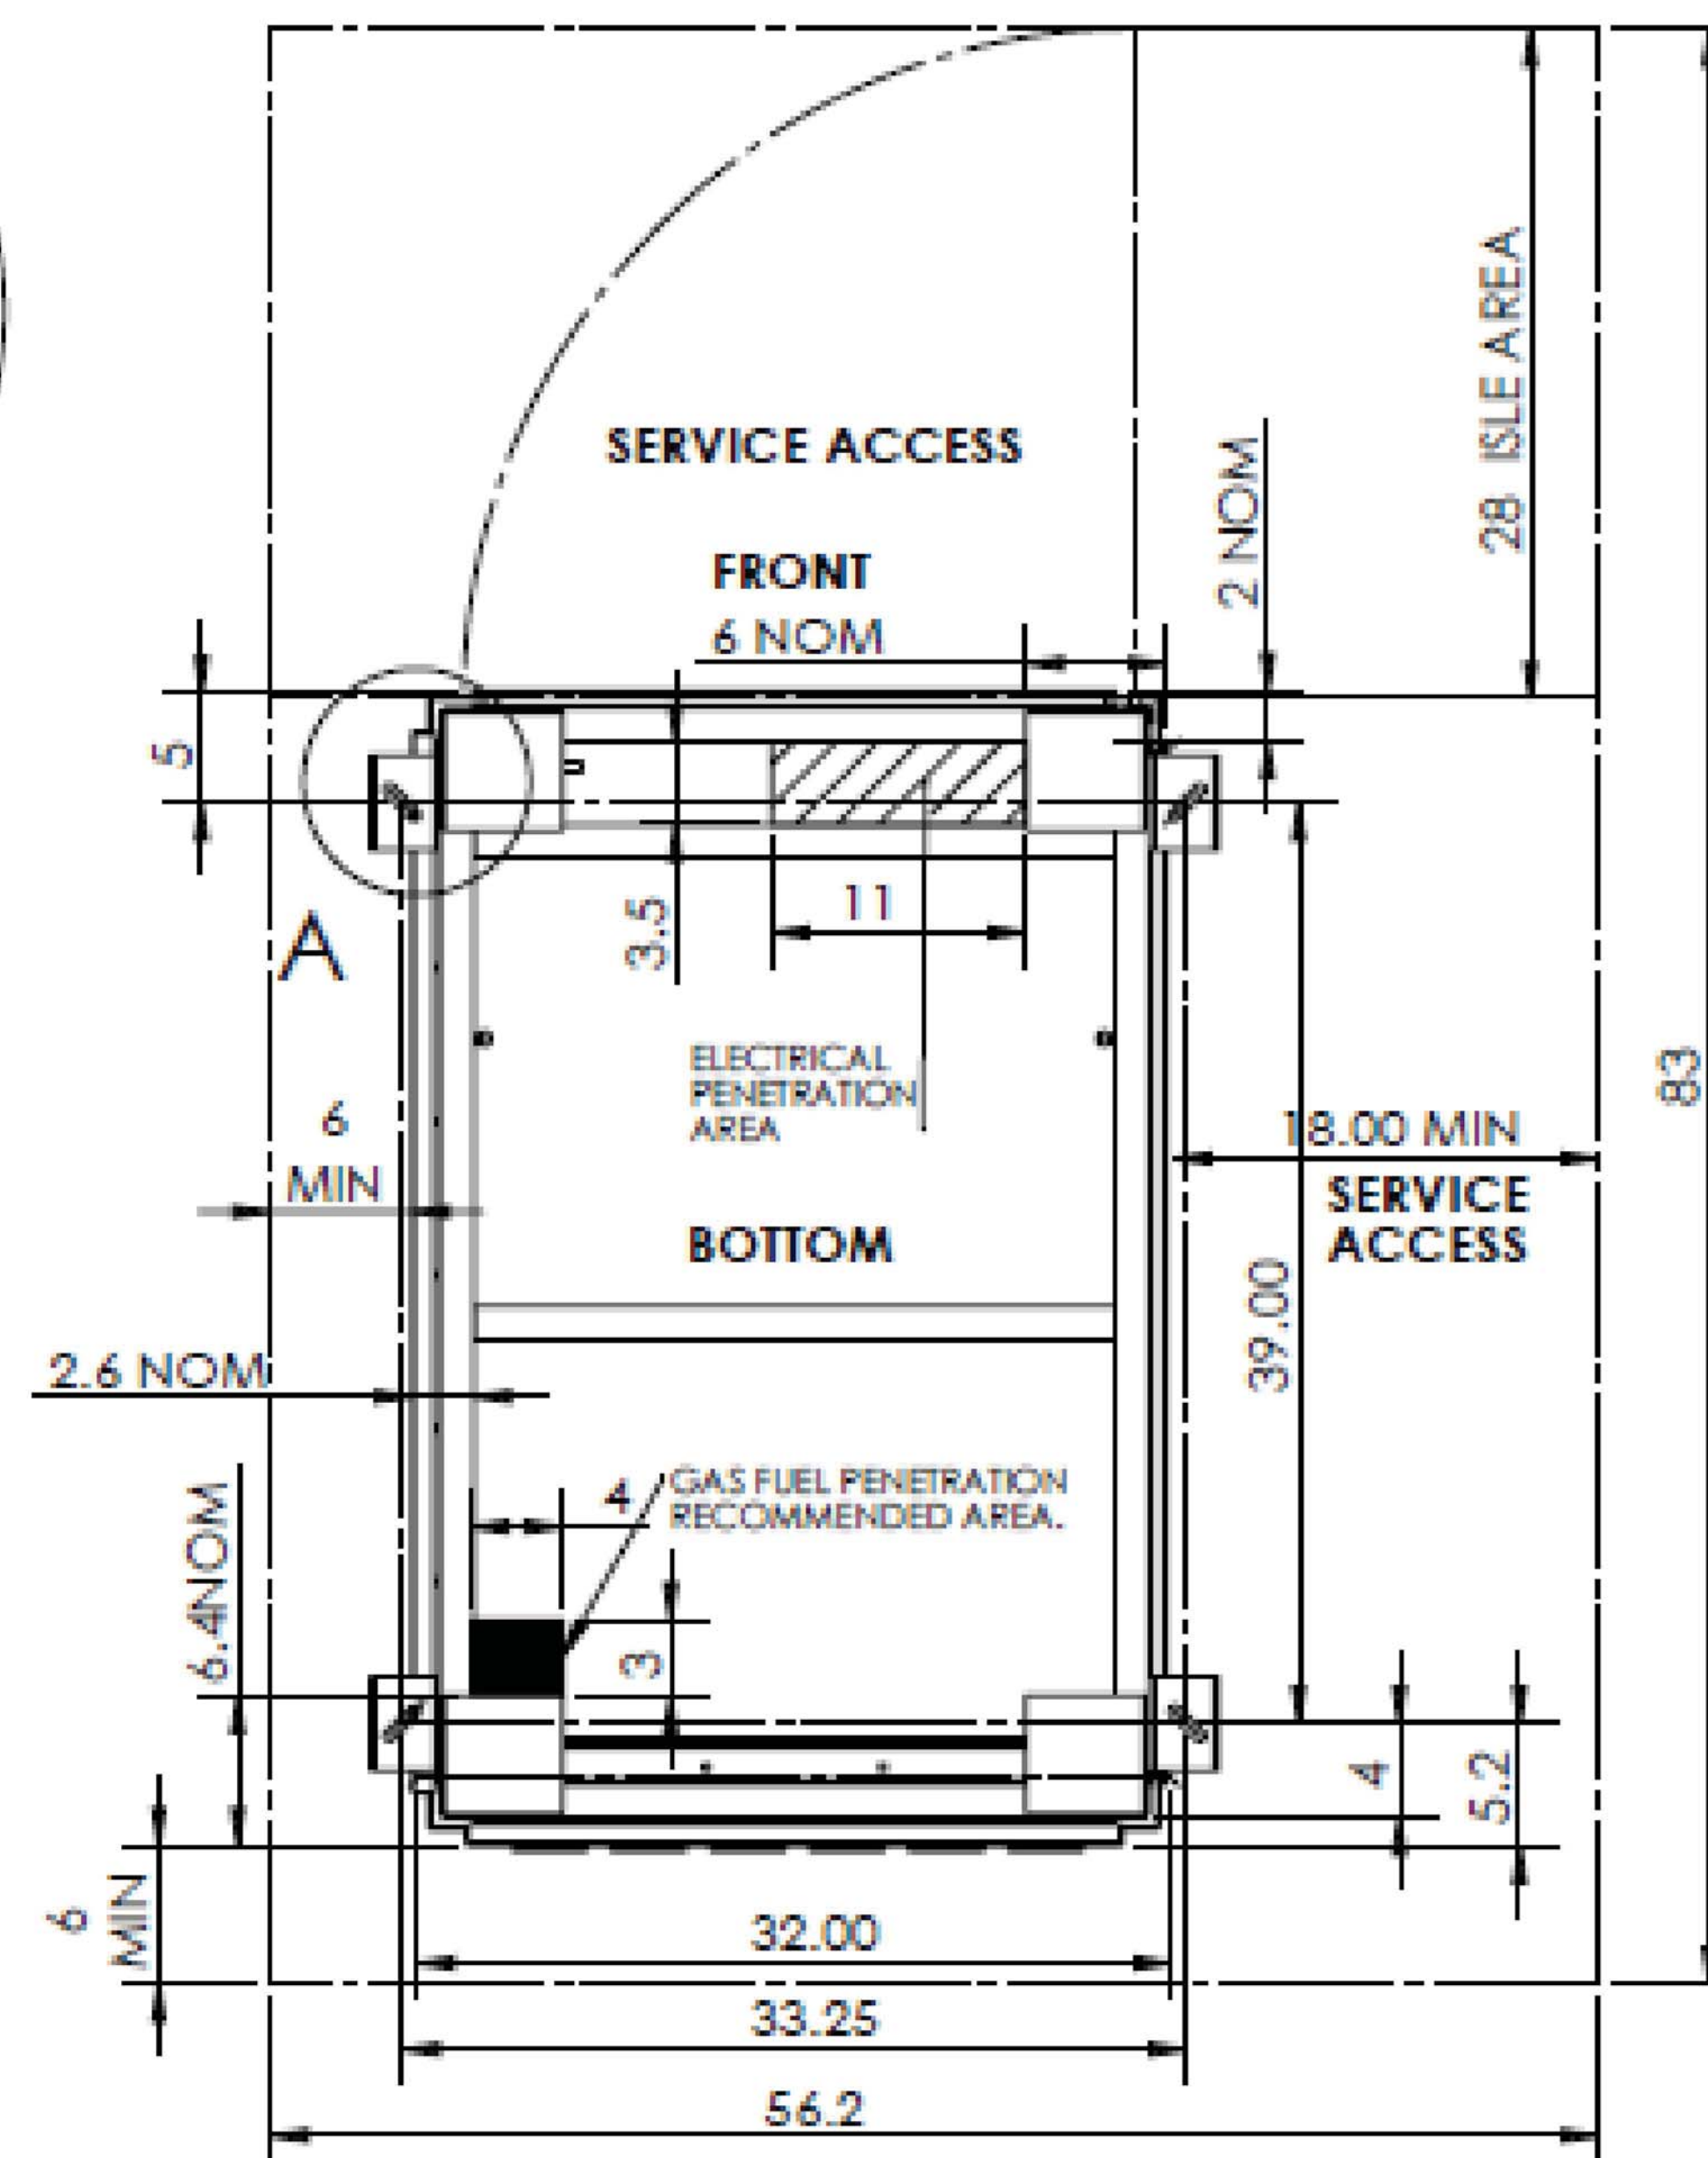 28 ISLE AREA
SERVICE ACCESS
2 NOM
FRONT
6 NOM
5
11
3.5
A
ELECTRICAL
PENETRATION
AREA
83
6
MIN
18.00 MIN
SERVICE
ACCESS
BOTTOM
39.00
2.6 NOM
4
GAS FUEL PENETRATION
RECOMMENDED AREA.
6.4NOM
3
4
5.2
6
MIN
32.00
33.25
56.2